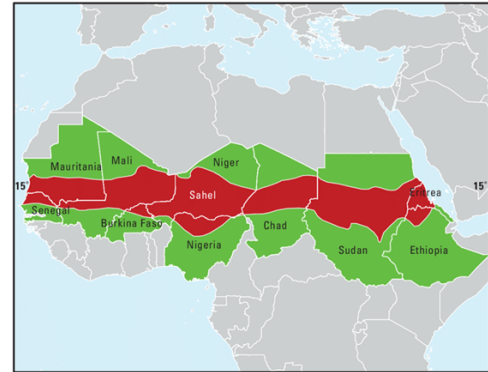 Mauritania
Mali
Niger
15°
Sahel
Eritrea
15°
Senegal
Burkina Faso
Nigeria
Chad
Sudan
Ethiopia